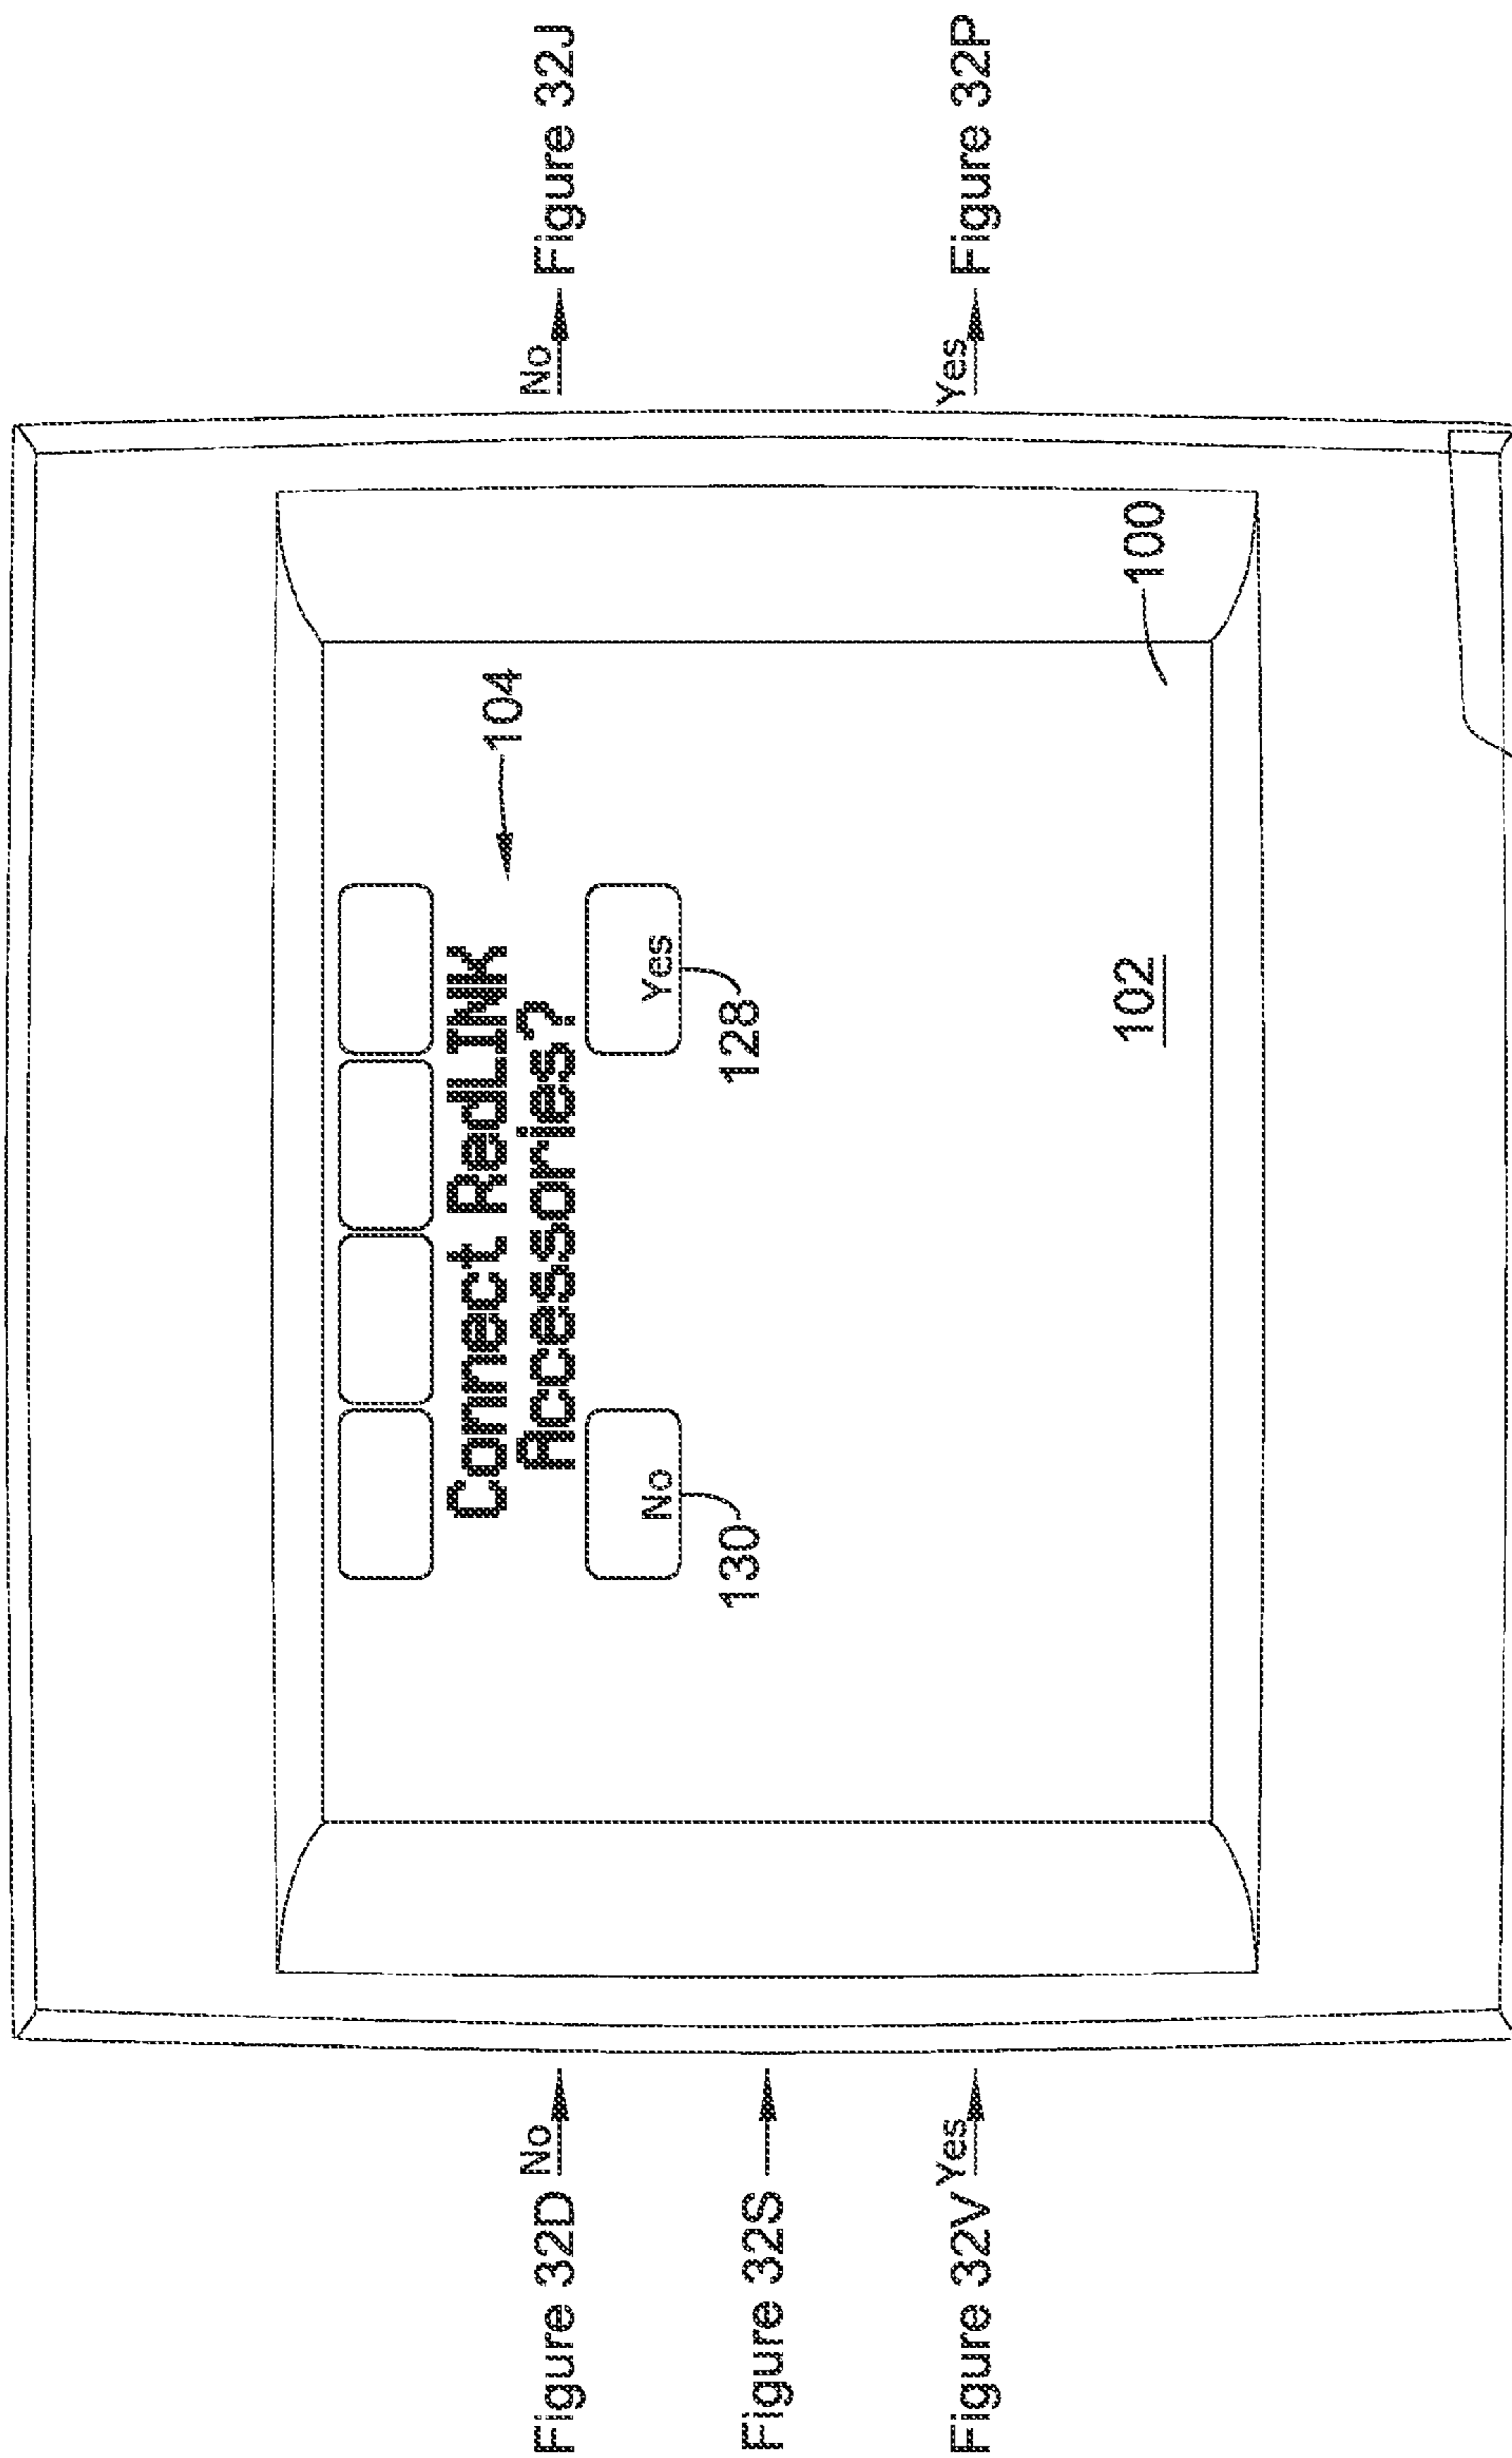 Connect RedLINK
Accessories?
104
No
Yes
130
128
102
100
Figure 32D
No
Figure 32S
Figure 32V
Yes
No
Figure 32J
Yes
Figure 32P